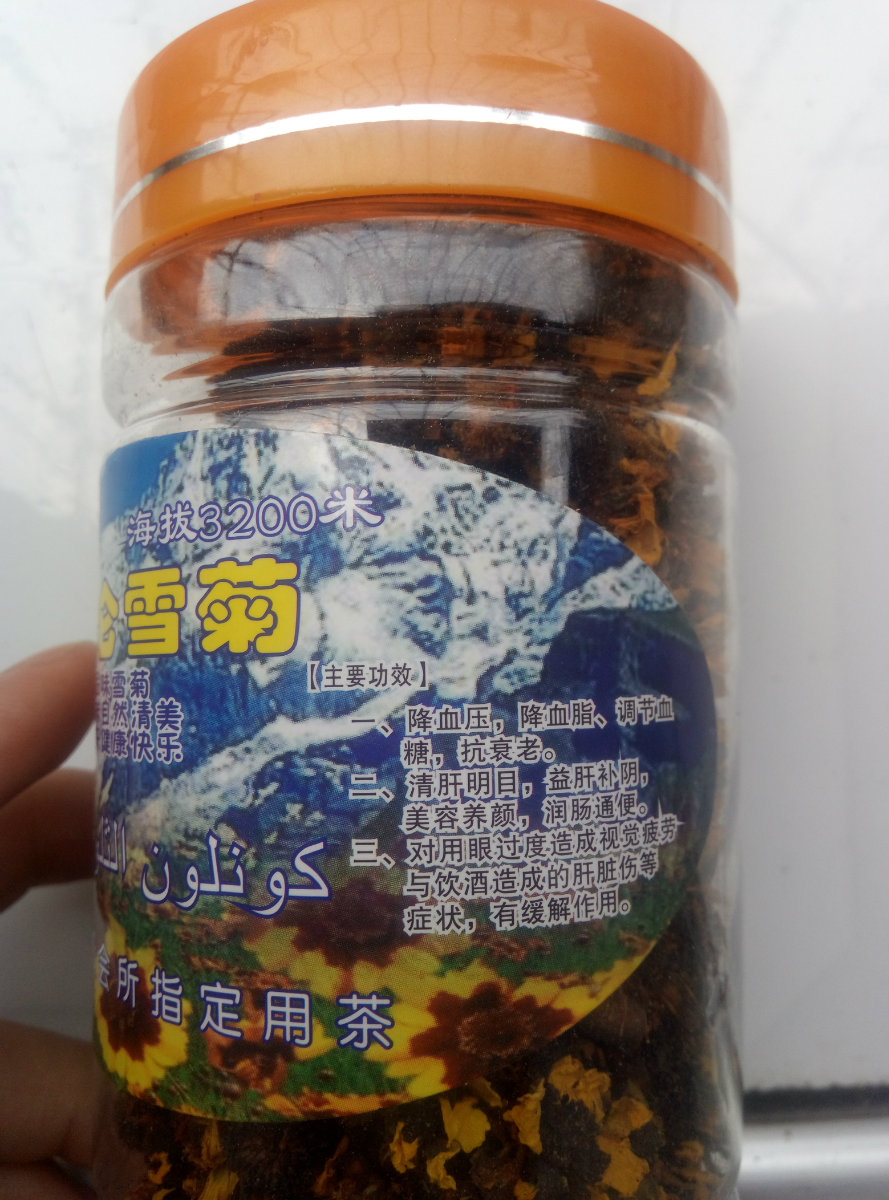 海拔3200米
雪菊
味雪菊
自然清美
健康快乐
【主要功效】
一、降血压，降血脂、调节血
糖，抗衰老。
二、清肝明目，益肝补阴，
美容养颜，润肠通便。
三、对用眼过度造成视觉疲劳
与饮酒造成的肝脏伤等
症状，有缓解作用。
كونلون
会所指定用茶